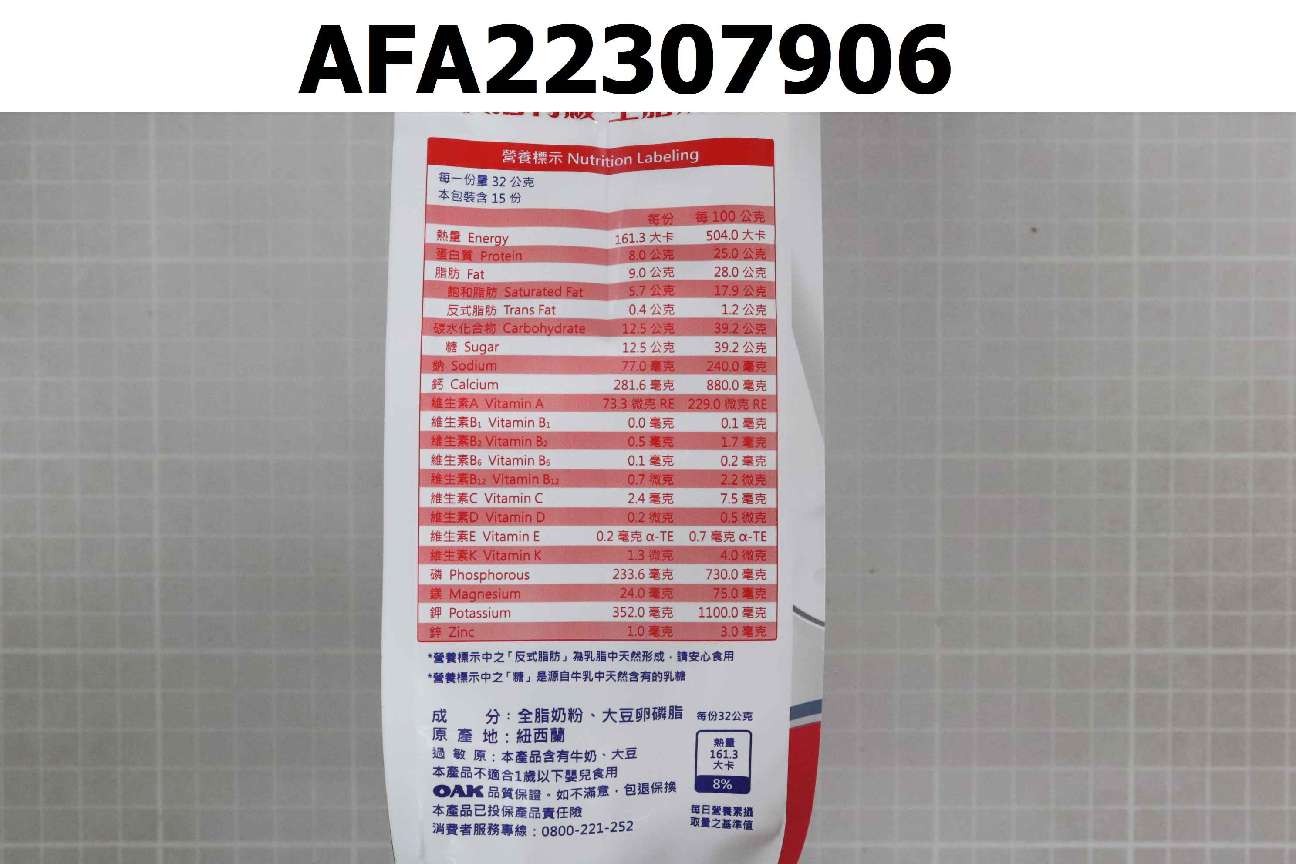 AFA22307906
營養標示 Nutrition Labeling
每一份量 32 公克
本包裝含 15 份
每份 每 100 公克
熱量 Energy 161.3 大卡 504.0 大卡
蛋白質 Protein 8.0 公克 25.0 公克
脂肪 Fat 9.0 公克 28.0 公克
飽和脂肪 Saturated Fat 5.7 公克 17.9 公克
反式脂肪 Trans Fat 0.4 公克 1.2 公克
碳水化合物 Carbohydrate 12.5 公克 39.2 公克
糖 Sugar 12.5 公克 39.2 公克
鈉 Sodium 77.0 毫克 240.0 毫克
鈣 Calcium 281.6 毫克 880.0 毫克
維生素A Vitamin A 73.3 微克 RE 229.0 微克 RE
維生素B₁ Vitamin B₁ 0.0 毫克 0.1 毫克
維生素B₂ Vitamin B₂ 0.5 毫克 1.7 毫克
維生素B₆ Vitamin B₆ 0.1 毫克 0.2 毫克
維生素B₁₂ Vitamin B₁₂ 0.7 微克 2.2 微克
維生素C Vitamin C 2.4 毫克 7.5 毫克
維生素D Vitamin D 0.2 微克 0.5 微克
維生素E Vitamin E 0.2 毫克 α-TE 0.7 毫克 α-TE
維生素K Vitamin K 1.3 微克 4.0 微克
磷 Phosphorous 233.6 毫克 730.0 毫克
鎂 Magnesium 24.0 毫克 75.0 毫克
鉀 Potassium 352.0 毫克 1100.0 毫克
鋅 Zinc 1.0 毫克 3.0 毫克
*營養標示中之「反式脂肪」為乳脂中天然形成，請安心食用
*營養標示中之「糖」是源自牛乳中天然含有的乳糖
成 分：全脂奶粉、大豆卵磷脂
原 產 地：紐西蘭
過 敏 原：本產品含有牛奶、大豆
本產品不適合1歲以下嬰兒食用
OAK 品質保證。如不滿意，包退保換
本產品已投保產品責任險
消費者服務專線：0800-221-252
每份32公克
熱量
161.3
大卡
8%
每日營養素攝
取量之基準值